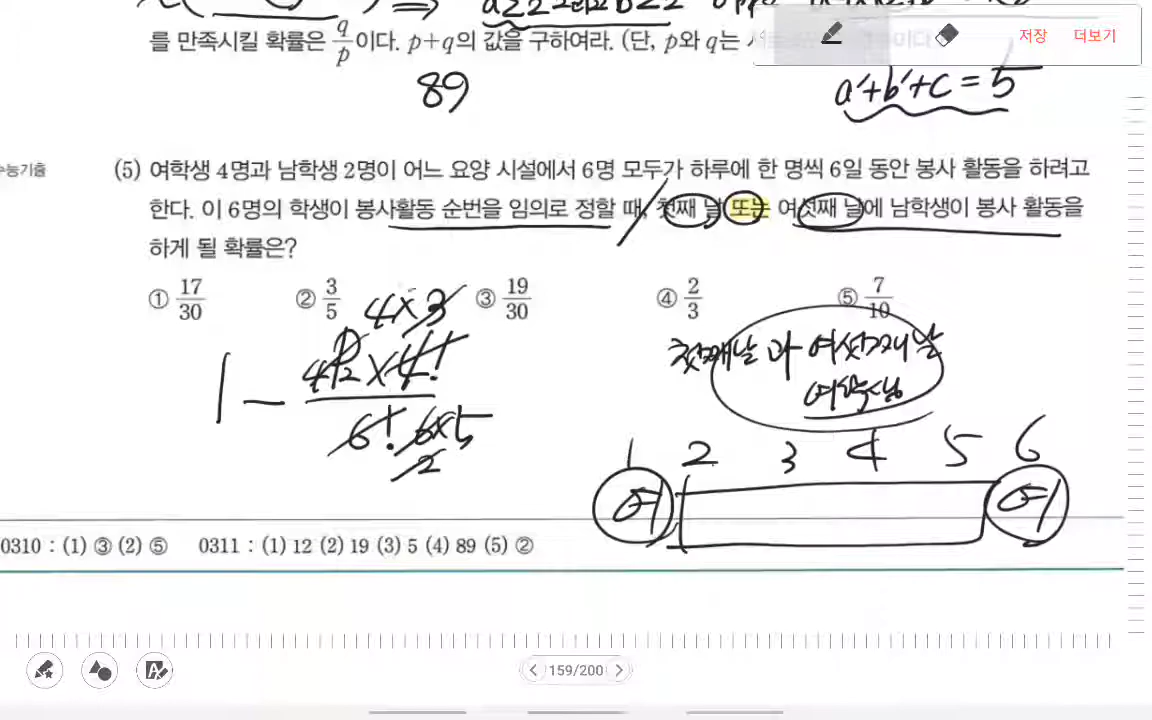 를 만족시킬 확률은 q/p이다. p+q의 값을 구하여라. (단, p와 q는
저장 더보기
89
a'+b'+c=5
수능기출
(5) 여학생 4명과 남학생 2명이 어느 요양 시설에서 6명 모두가 하루에 한 명씩 6일 동안 봉사 활동을 하려고
한다. 이 6명의 학생이 봉사활동 순번을 임의로 정할 때, 첫째 날 또는 여섯째 날에 남학생이 봉사 활동을
하게 될 확률은?
① 17/30 ② 3/5 ③ 19/30 ④ 2/3 ⑤ 7/10
4×3
1 - 4P2×4!
6! 6×5
2
첫째날 과 여섯째날
여학생
1 2 3 4 5 6
여 여
0310 : (1) ③ (2) ⑤ 0311 : (1) 12 (2) 19 (3) 5 (4) 89 (5) ②
159/200